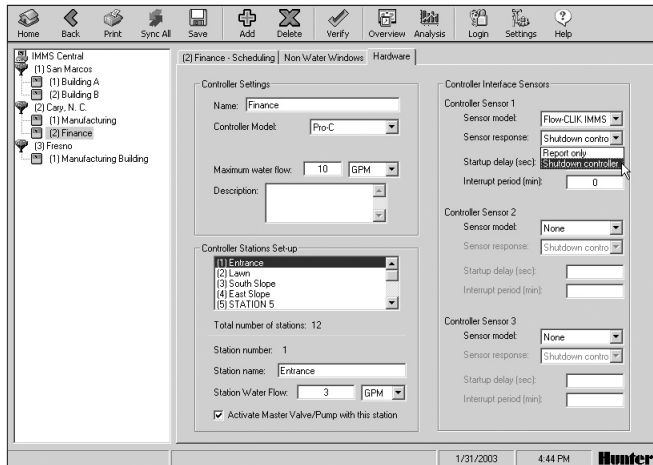 Home Back Print Sync All Save Add Delete Verify Overview Analysis Login Settings Help
IMMS Central
(1) San Marcos
(1) Building A
(2) Building B
(2) Cary, N. C.
(1) Manufacturing
(2) Finance
(3) Fresno
(1) Manufacturing Building
(2) Finance - Scheduling Non Water Windows Hardware
Controller Settings
Name: Finance
Controller Model: Pro-C
Maximum water flow: 10 GPM
Description:
Controller Stations Set-up
(1) Entrance
(2) Lawn
(3) South Slope
(4) East Slope
(5) STATION 5
Total number of stations: 12
Station number: 1
Station name: Entrance
Station Water Flow: 3 GPM
Activate Master Valve/Pump with this station
Controller Interface Sensors
Controller Sensor 1
Sensor model: Flow-CLIK IMMS
Sensor response: Shutdown contro
Report only
Startup delay (sec): Shutdown controller
Interrupt period (min): 0
Controller Sensor 2
Sensor model: None
Sensor response: Shutdown contro
Startup delay (sec):
Interrupt period (min):
Controller Sensor 3
Sensor model: None
Sensor response: Shutdown contro
Startup delay (sec):
Interrupt period (min):
1/31/2003 4:44 PM Hunter